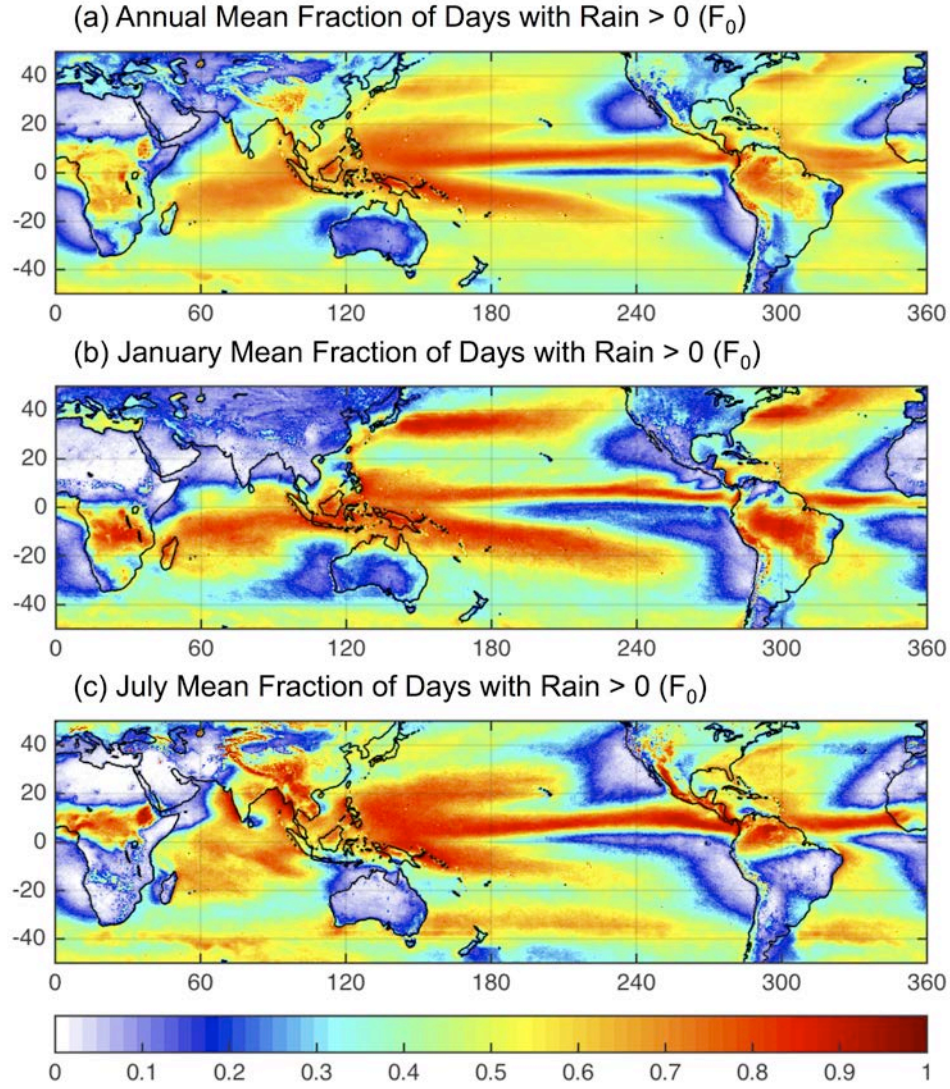 (a) Annual Mean Fraction of Days with Rain > 0 (F₀)
40
20
0
-20
-40
0 60 120 180 240 300 360
(b) January Mean Fraction of Days with Rain > 0 (F₀)
40
20
0
-20
-40
0 60 120 180 240 300 360
(c) July Mean Fraction of Days with Rain > 0 (F₀)
40
20
0
-20
-40
0 60 120 180 240 300 360
0 0.1 0.2 0.3 0.4 0.5 0.6 0.7 0.8 0.9 1